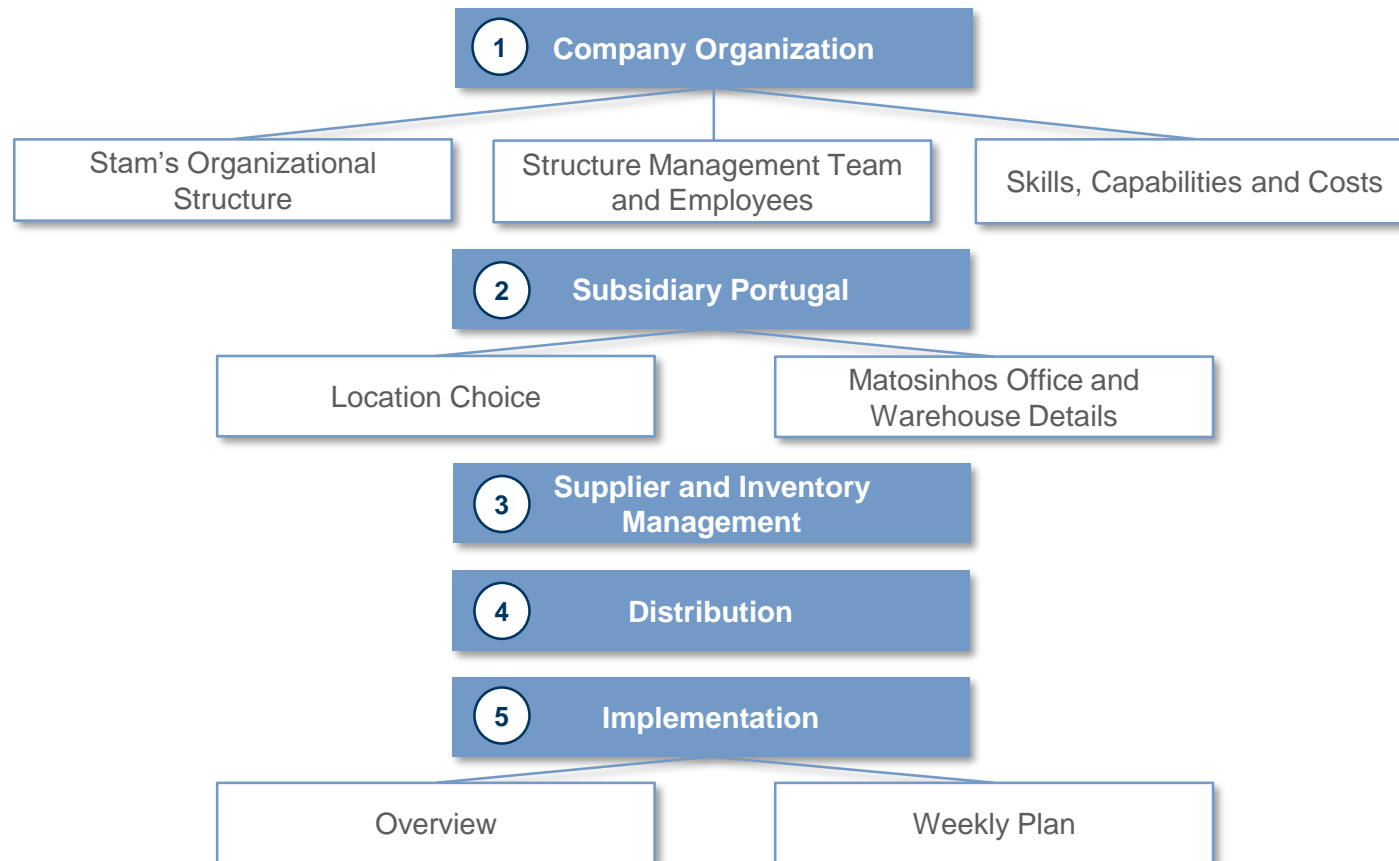 1 Company Organization
Stam’s Organizational
Structure
Structure Management Team
and Employees
Skills, Capabilities and Costs
2 Subsidiary Portugal
Location Choice
Matosinhos Office and
Warehouse Details
3 Supplier and Inventory
Management
4 Distribution
5 Implementation
Overview
Weekly Plan